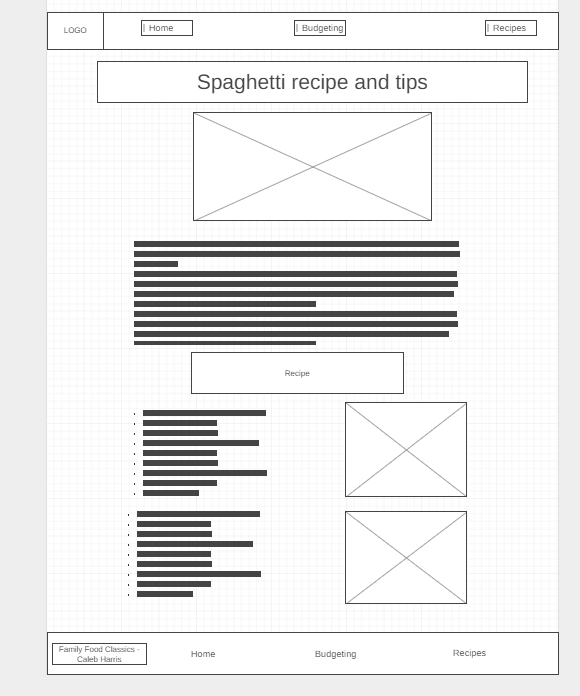 LOGO
Home
Budgeting
Recipes
Spaghetti recipe and tips
Recipe
Family Food Classics -
Caleb Harris
Home
Budgeting
Recipes